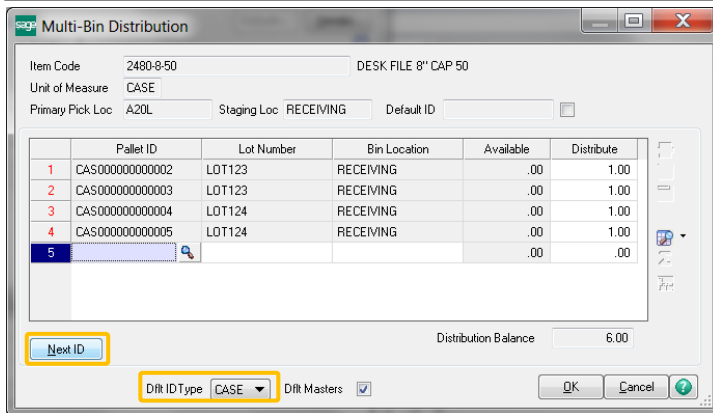 sage Multi-Bin Distribution
Item Code 2480-8-50 DESK FILE 8" CAP 50
Unit of Measure CASE
Primary Pick Loc A20L Staging Loc RECEIVING Default ID
Pallet ID Lot Number Bin Location Available Distribute
1 CAS000000000002 LOT123 RECEIVING .00 1.00
2 CAS000000000003 LOT123 RECEIVING .00 1.00
3 CAS000000000004 LOT124 RECEIVING .00 1.00
4 CAS000000000005 LOT124 RECEIVING .00 1.00
5 .00 .00
Distribution Balance 6.00
Next ID
Dflt IDType CASE Dflt Masters OK Cancel